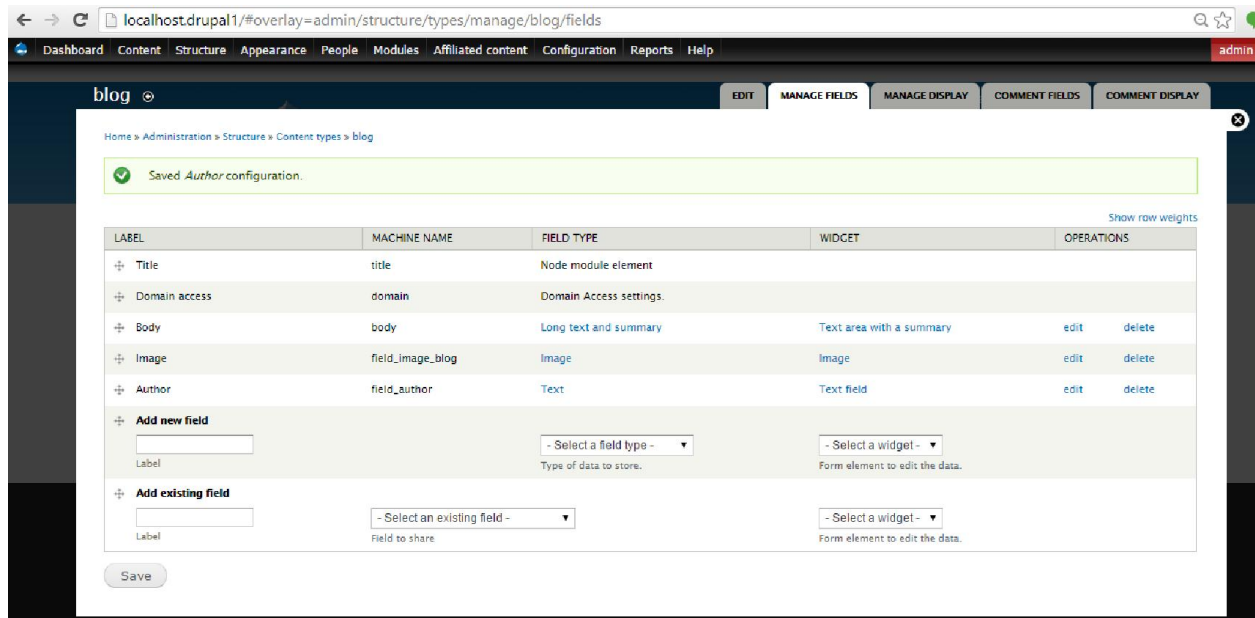 localhost.drupal1/#overlay=admin/structure/types/manage/blog/fields
Dashboard Content Structure Appearance People Modules Affiliated content Configuration Reports Help admin
blog EDIT MANAGE FIELDS MANAGE DISPLAY COMMENT FIELDS COMMENT DISPLAY
Home » Administration » Structure » Content types » blog
Saved Author configuration.
Show row weights
LABEL MACHINE NAME FIELD TYPE WIDGET OPERATIONS
Title title Node module element
Domain access domain Domain Access settings.
Body body Long text and summary Text area with a summary edit delete
Image field_image_blog Image Image edit delete
Author field_author Text Text field edit delete
Add new field
- Select a field type - - Select a widget -
Label Type of data to store. Form element to edit the data.
Add existing field
- Select an existing field - - Select a widget -
Label Field to share Form element to edit the data.
Save